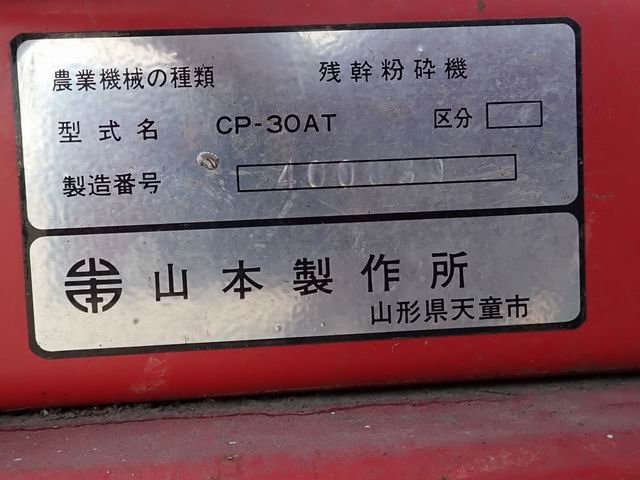 農業機械の種類 残幹粉砕機
型式名 CP-30AT 区分
製造番号
山本製作所
山形県天童市